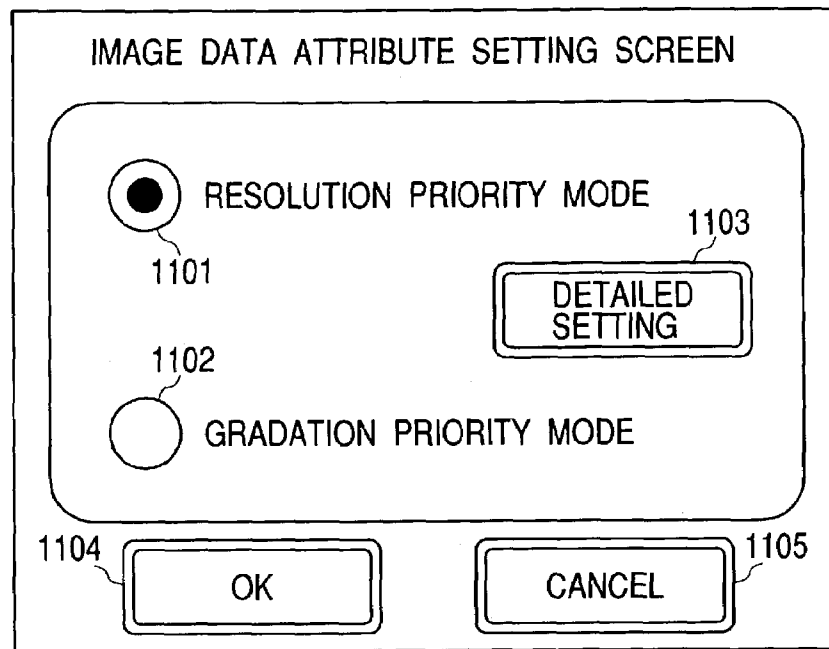 IMAGE DATA ATTRIBUTE SETTING SCREEN
RESOLUTION PRIORITY MODE
1101
1103
DETAILED
SETTING
1102
GRADATION PRIORITY MODE
1104
OK
CANCEL
1105